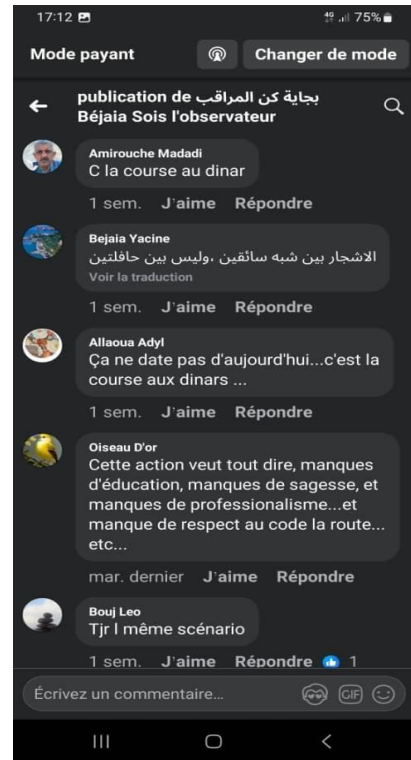 17:12
4G 75%
Mode payant Changer de mode
publication de بجاية كن المراقب
Béjaia Sois l'observateur
Amirouche Madadi
C la course au dinar
1 sem. J'aime Répondre
Bejaia Yacine
الاشجار بين شبه سائقين ،وليس بين حافلتين
Voir la traduction
1 sem. J'aime Répondre
Allaoua Adyl
Ça ne date pas d'aujourd'hui...c'est la
course aux dinars ...
1 sem. J'aime Répondre
Oiseau D'or
Cette action veut tout dire, manques
d'éducation, manques de sagesse, et
manques de professionalisme...et
manque de respect au code la route...
etc...
mar. dernier J'aime Répondre
Bouj Leo
Tjr l même scénario
1 sem. J'aime Répondre 1
Écrivez un commentaire...
GIF